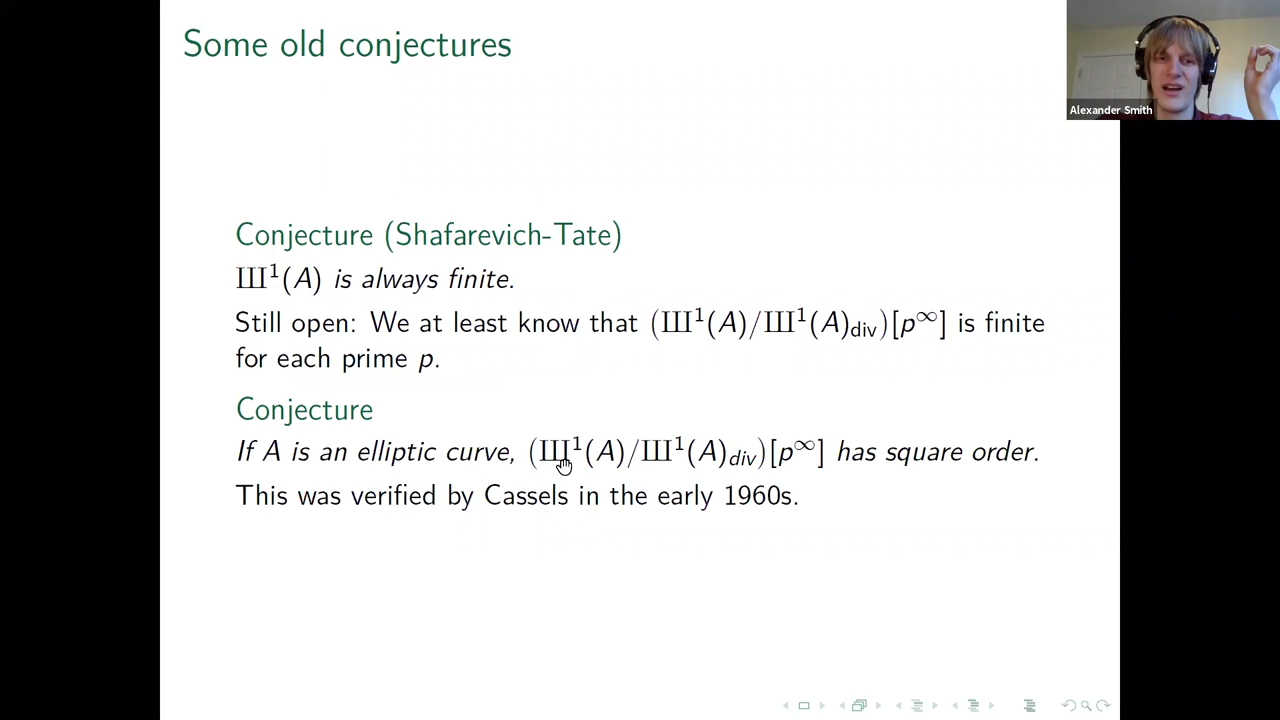 Some old conjectures
Alexander Smith
Conjecture (Shafarevich-Tate)
Ш¹(A) is always finite.
Still open: We at least know that (Ш¹(A)/Ш¹(A)div)[p∞] is finite
for each prime p.
Conjecture
If A is an elliptic curve, (Ш¹(A)/Ш¹(A)div)[p∞] has square order.
This was verified by Cassels in the early 1960s.